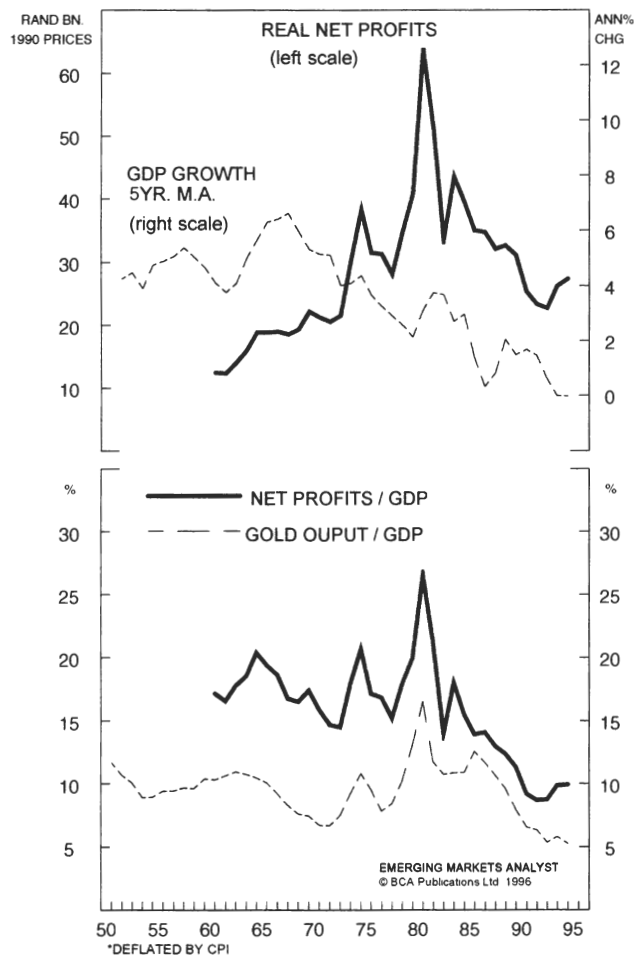 RAND BN.
1990 PRICES
ANN%
CHG
REAL NET PROFITS
(left scale)
GDP GROWTH
5YR. M.A.
(right scale)
60
50
40
30
20
10
12
10
8
6
4
2
0
%
%
NET PROFITS / GDP
GOLD OUPUT / GDP
30
25
20
15
10
5
30
25
20
15
10
5
EMERGING MARKETS ANALYST
© BCA Publications Ltd 1996
50 55 60 65 70 75 80 85 90 95
*DEFLATED BY CPI